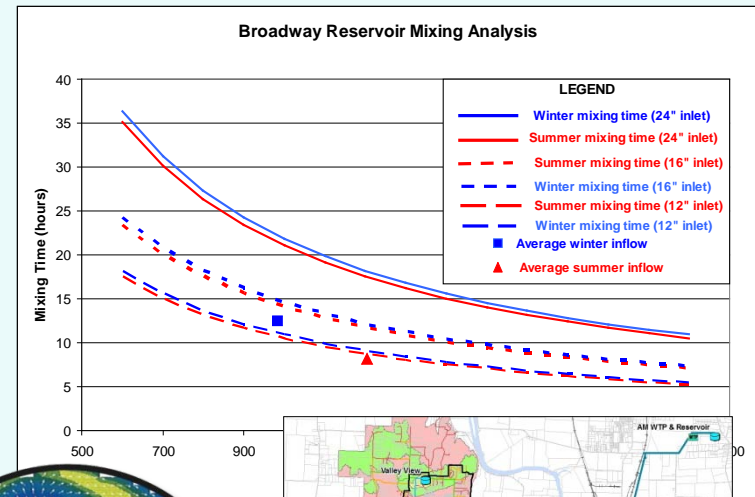 Broadway Reservoir Mixing Analysis
40
35
30
25
20
15
10
5
0
Mixing Time (hours)
500
700
900
LEGEND
Winter mixing time (24" inlet)
Summer mixing time (24" inlet)
Summer mixing time (16" inlet)
Winter mixing time (16" inlet)
Summer mixing time (12" inlet)
Winter mixing time (12" inlet)
Average winter inflow
Average summer inflow
AM WTP & Reservoir
Valley View